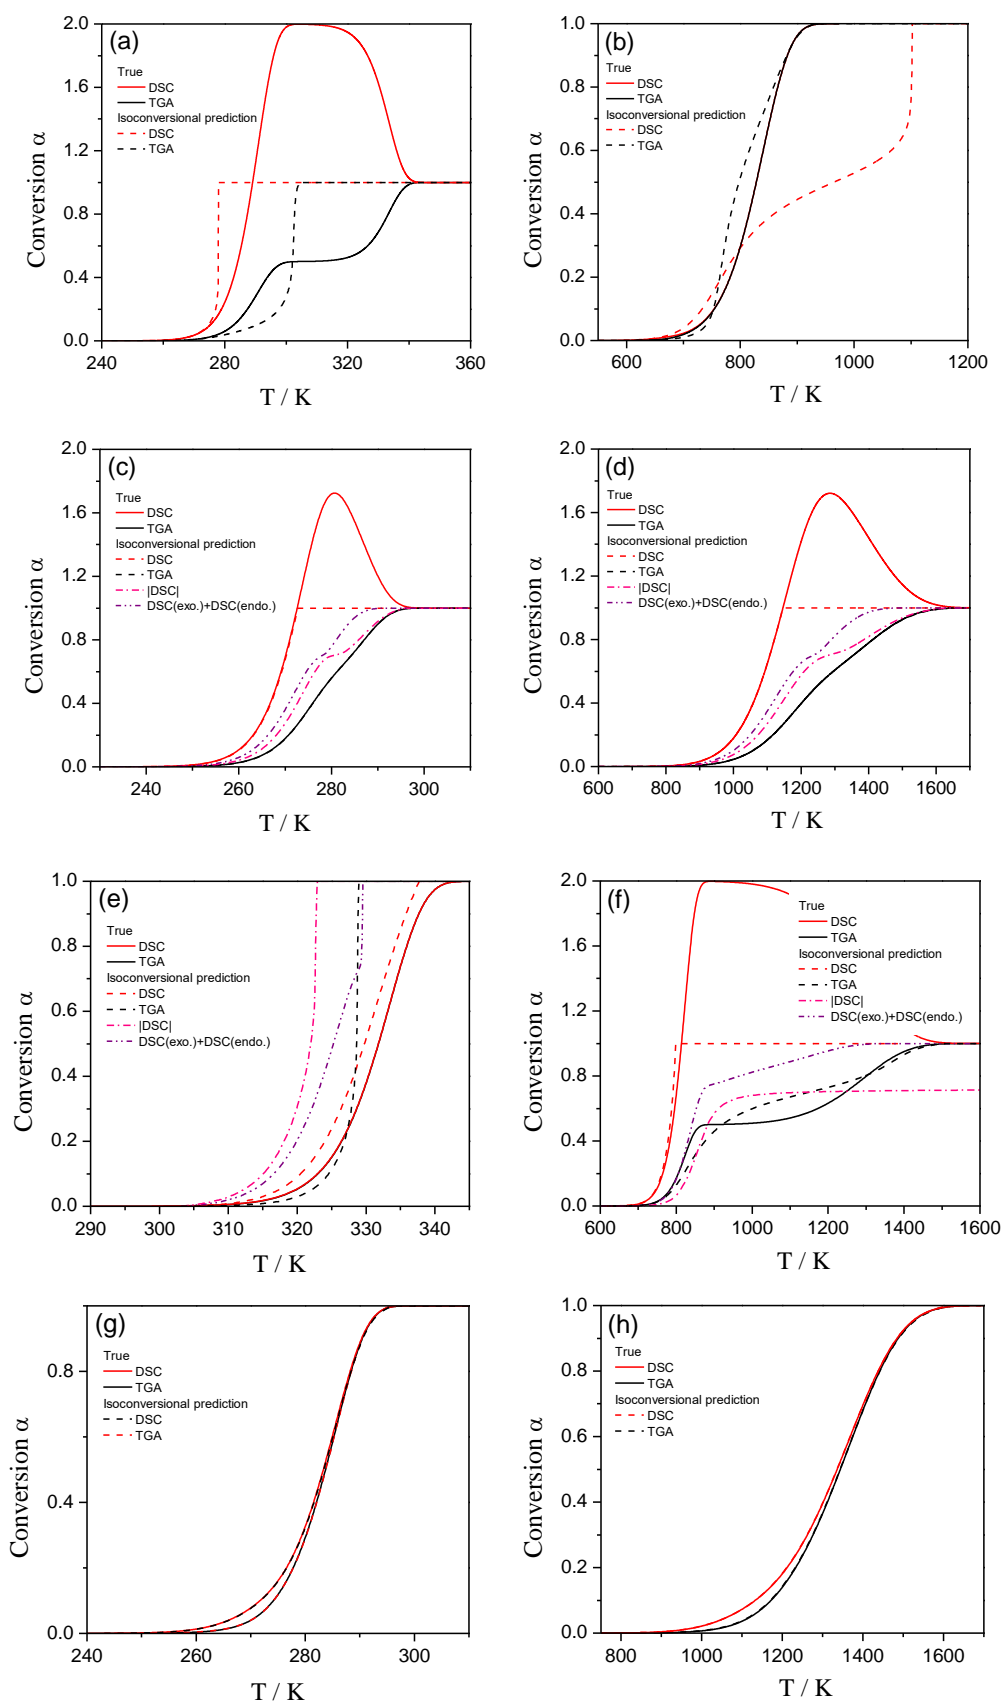 (a)
True
DSC
TGA
Isoconversional prediction
DSC
TGA
Conversion α
2.0
1.6
1.2
0.8
0.4
0.0
240 280 320 360
T / K
(b)
True
DSC
TGA
Isoconversional prediction
DSC
TGA
Conversion α
1.0
0.8
0.6
0.4
0.2
0.0
600 800 1000 1200
T / K
(c)
True
DSC
TGA
Isoconversional prediction
DSC
TGA
|DSC|
DSC(exo.)+DSC(endo.)
Conversion α
2.0
1.6
1.2
0.8
0.4
0.0
240 260 280 300
T / K
(d)
True
DSC
TGA
Isoconversional prediction
DSC
TGA
|DSC|
DSC(exo.)+DSC(endo.)
Conversion α
2.0
1.6
1.2
0.8
0.4
0.0
600 800 1000 1200 1400 1600
T / K
(e)
True
DSC
TGA
Isoconversional prediction
DSC
TGA
|DSC|
DSC(exo.)+DSC(endo.)
Conversion α
1.0
0.8
0.6
0.4
0.2
0.0
290 300 310 320 330 340
T / K
(f)
True
DSC
TGA
Isoconversional prediction
DSC
TGA
|DSC|
DSC(exo.)+DSC(endo.)
Conversion α
2.0
1.6
1.2
0.8
0.4
0.0
600 800 1000 1200 1400 1600
T / K
(g)
True
DSC
TGA
Isoconversional prediction
DSC
TGA
Conversion α
0.8
0.4
0.0
240 260 280 300
T / K
(h)
True
DSC
TGA
Isoconversional prediction
DSC
TGA
Conversion α
1.0
0.8
0.6
0.4
0.2
0.0
800 1000 1200 1400 1600
T / K